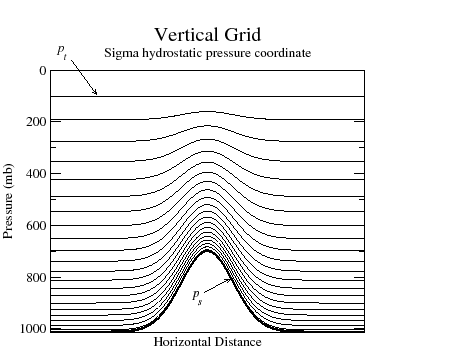 Vertical Grid
Sigma hydrostatic pressure coordinate
p_t
0
200
400
600
800
1000
Pressure (mb)
p_s
Horizontal Distance